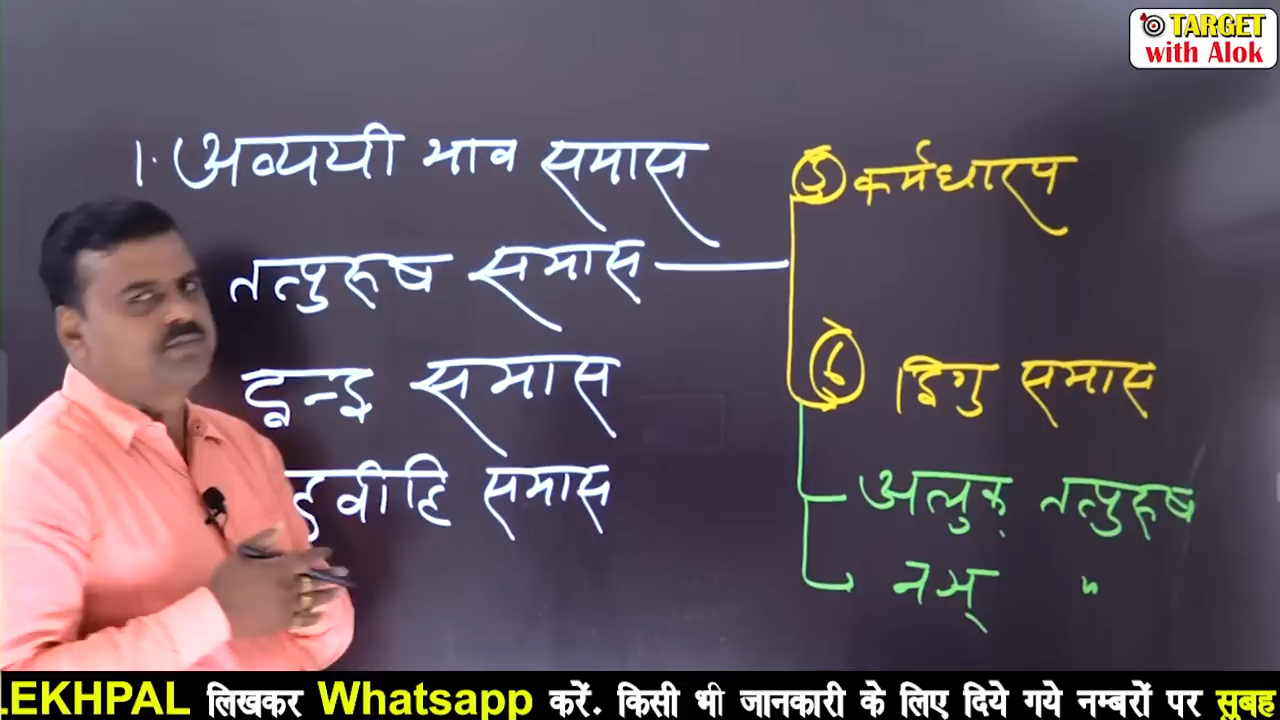 TARGET
with Alok
1. अव्ययी भाव समास
तत्पुरूष समास
द्वन्द्व समास
हुवीहि समास
5 कर्मधारय
6 द्विगु समास
अलुक् तत्पुरूष
नञ् "
LEKHPAL लिखकर Whatsapp करें. किसी भी जानकारी के लिए दिये गये नम्बरों पर सुबह